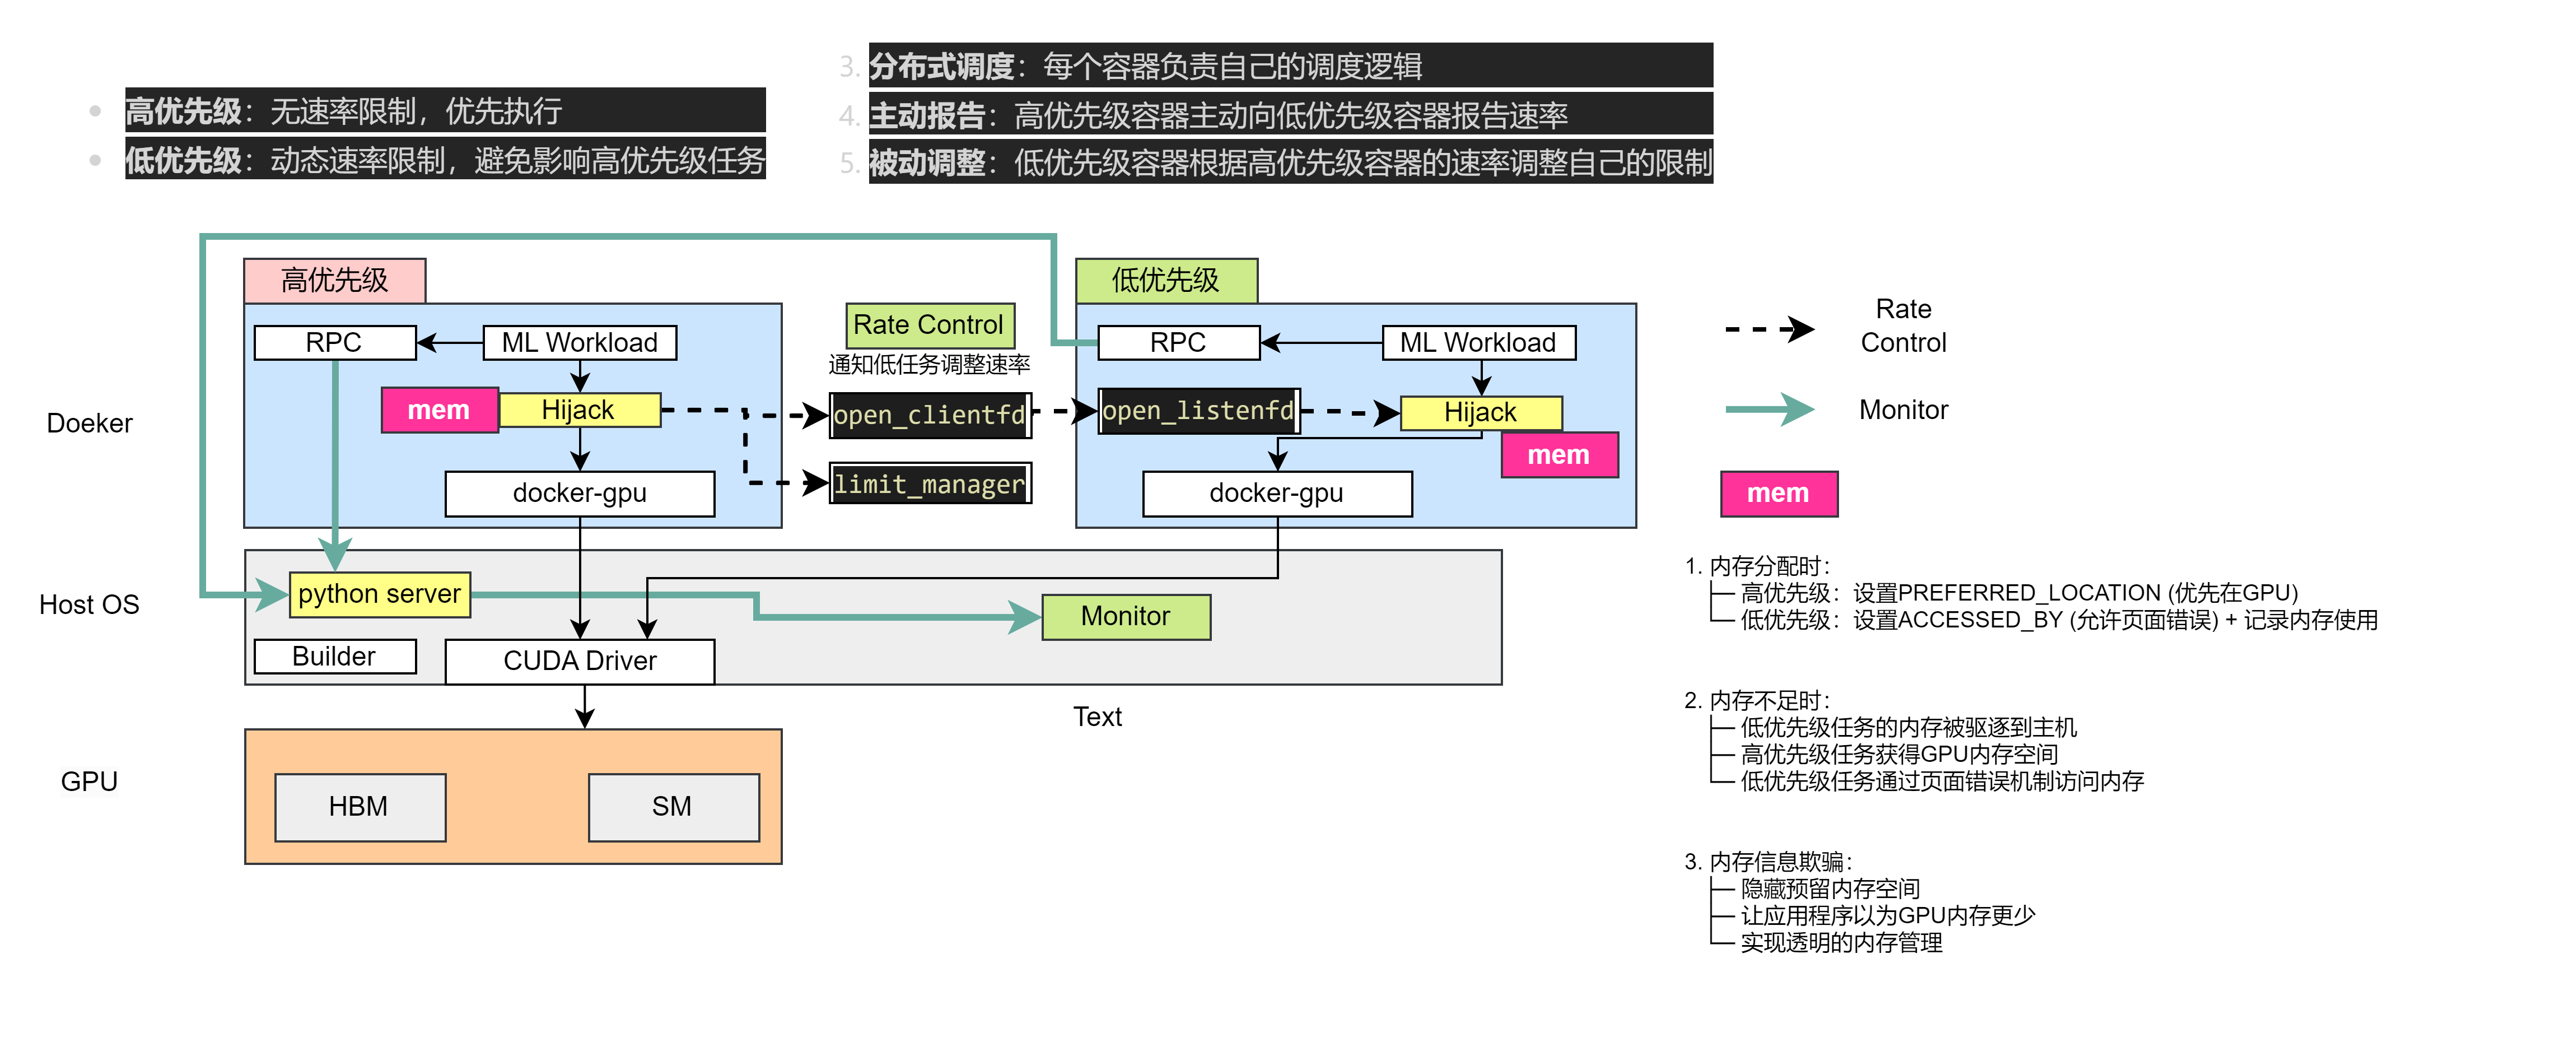 • 高优先级：无速率限制，优先执行
• 低优先级：动态速率限制，避免影响高优先级任务
3. 分布式调度：每个容器负责自己的调度逻辑
4. 主动报告：高优先级容器主动向低优先级容器报告速率
5. 被动调整：低优先级容器根据高优先级容器的速率调整自己的限制
高优先级
RPC
ML Workload
mem
Hijack
docker-gpu
Rate Control
通知低任务调整速率
open_clientfd
limit_manager
低优先级
RPC
ML Workload
open_listenfd
Hijack
mem
docker-gpu
Rate
Control
Monitor
mem
Doeker
Host OS
python server
Monitor
Builder
CUDA Driver
Text
GPU
HBM
SM
1. 内存分配时：
├─ 高优先级：设置PREFERRED_LOCATION (优先在GPU)
└─ 低优先级：设置ACCESSED_BY (允许页面错误) + 记录内存使用
2. 内存不足时：
├─ 低优先级任务的内存被驱逐到主机
├─ 高优先级任务获得GPU内存空间
└─ 低优先级任务通过页面错误机制访问内存
3. 内存信息欺骗：
├─ 隐藏预留内存空间
├─ 让应用程序以为GPU内存更少
└─ 实现透明的内存管理